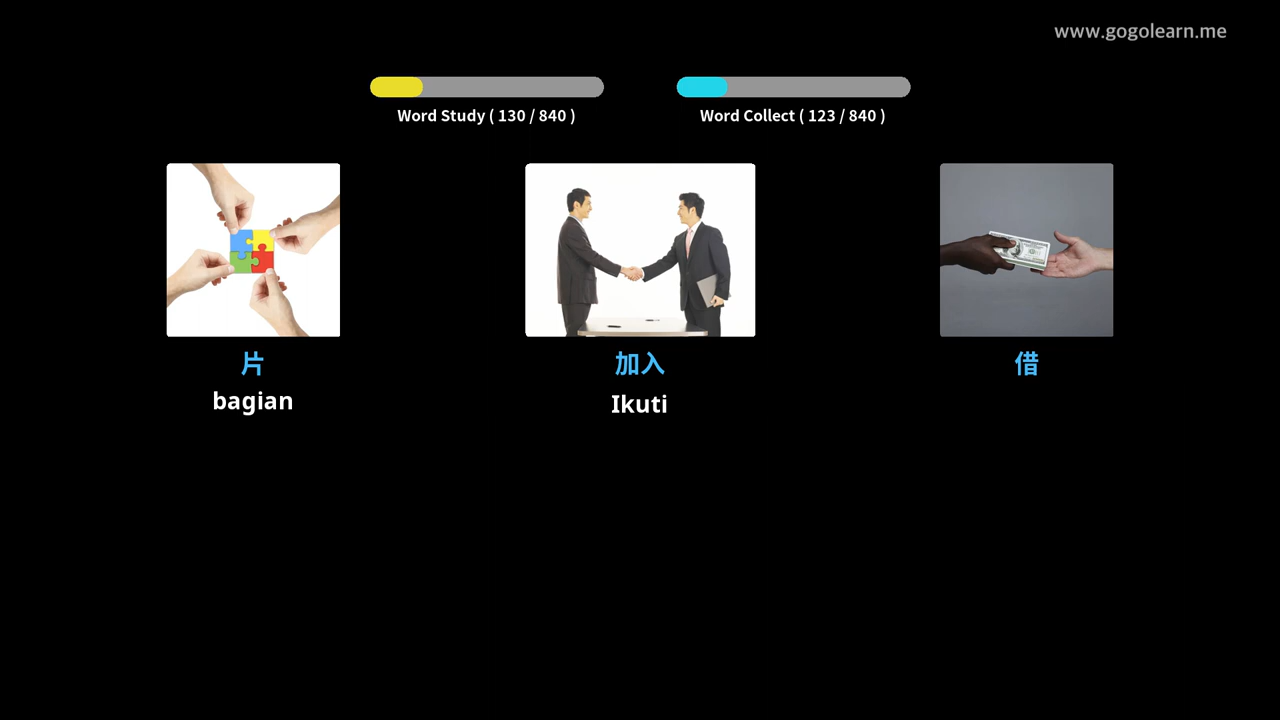 www.gogolearn.me
Word Study ( 130 / 840 )
Word Collect ( 123 / 840 )
片
加入
借
bagian
Ikuti